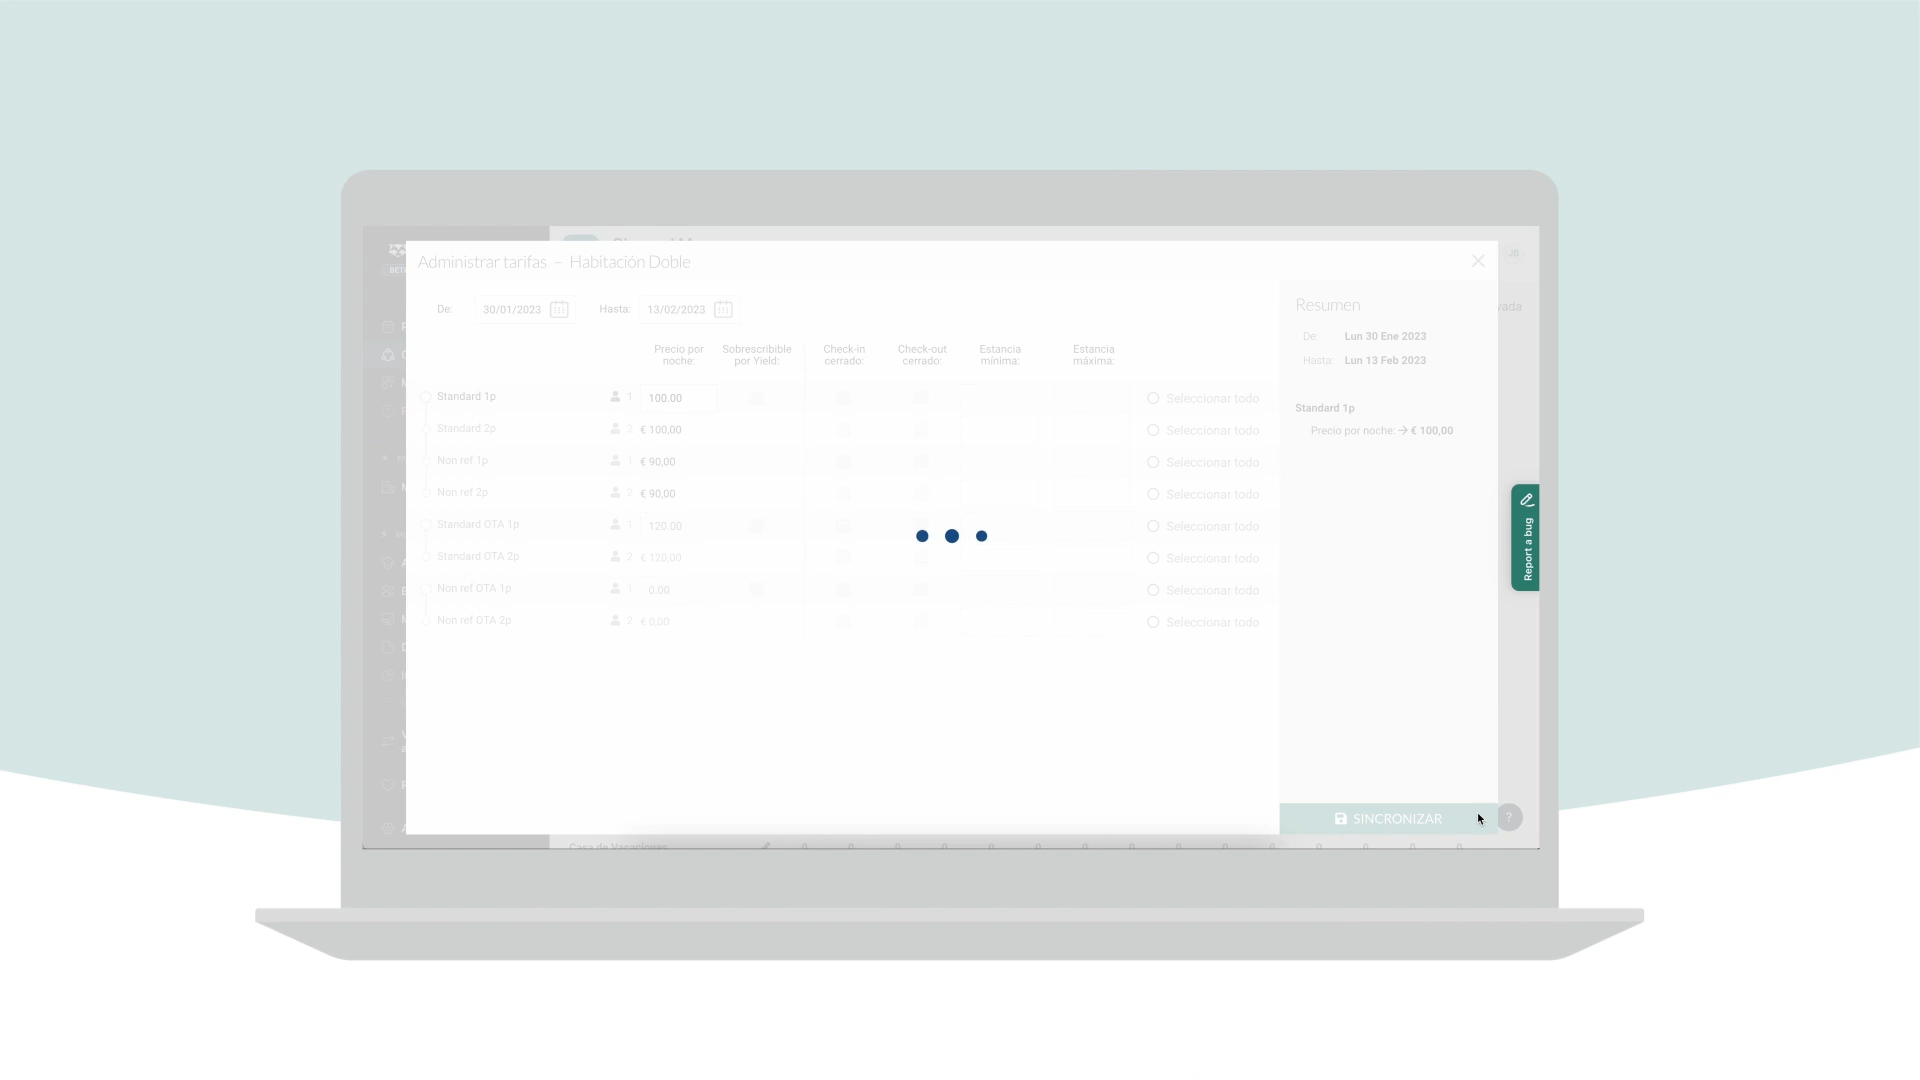 Administrar tarifas – Habitación Doble
BETA
JB
De: 30/01/2023 Hasta: 13/02/2023
Resumen
De: Lun 30 Ene 2023
Hasta: Lun 13 Feb 2023
Precio por noche: Sobrescribible por Yield: Check-in cerrado: Check-out cerrado: Estancia mínima: Estancia máxima:
Standard 1p 1 100.00 Seleccionar todo
Standard 2p 2 € 100,00 Seleccionar todo
Non ref 1p 1 € 90,00 Seleccionar todo
Non ref 2p 2 € 90,00 Seleccionar todo
Standard OTA 1p 1 120.00 Seleccionar todo
Standard OTA 2p 2 € 120,00 Seleccionar todo
Non ref OTA 1p 1 0.00 Seleccionar todo
Non ref OTA 2p 2 € 0,00 Seleccionar todo
Standard 1p
Precio por noche: → € 100,00
Report a bug
SINCRONIZAR
?
Casa de Vacaciones